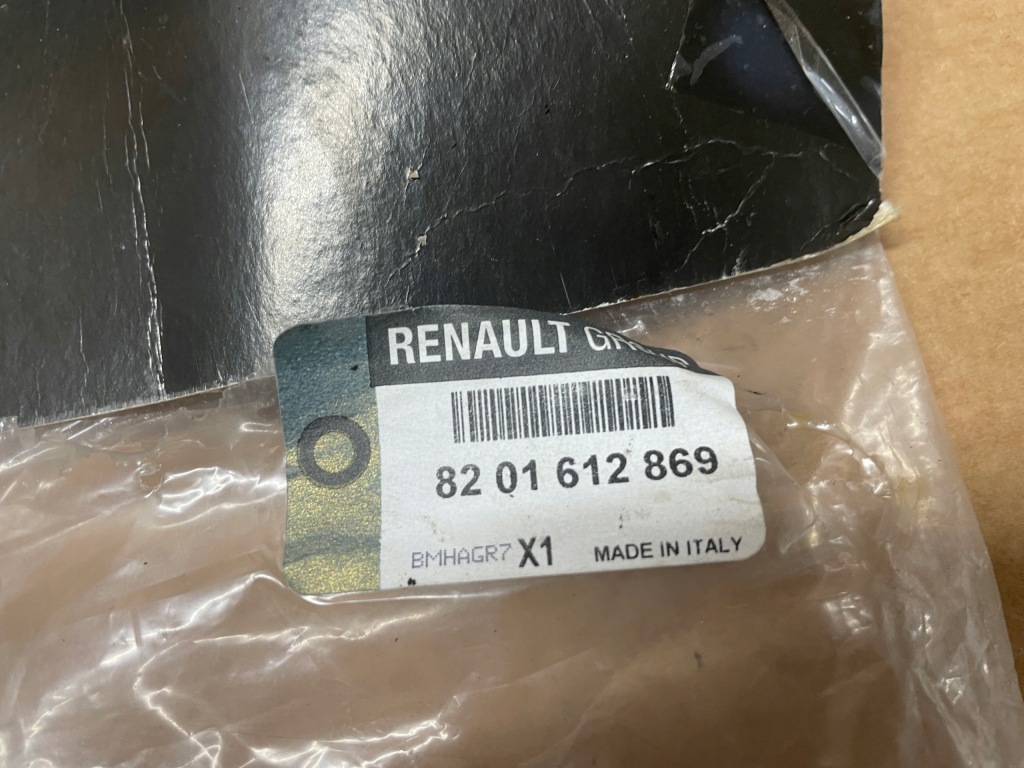 RENAULT
82 01 612 869
BMHAGR7 X1 MADE IN ITALY